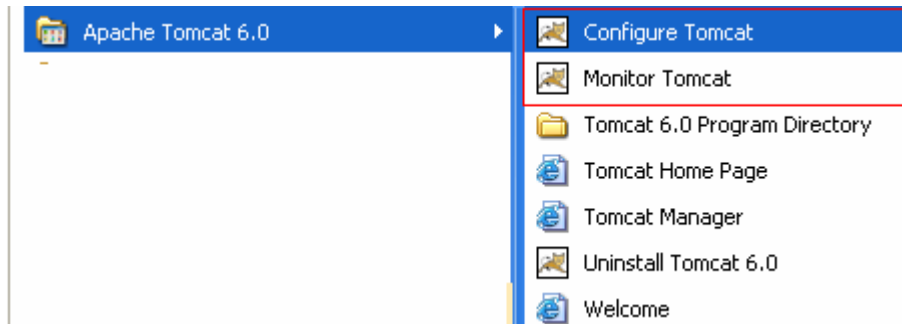 Apache Tomcat 6.0
Configure Tomcat
Monitor Tomcat
Tomcat 6.0 Program Directory
Tomcat Home Page
Tomcat Manager
Uninstall Tomcat 6.0
Welcome